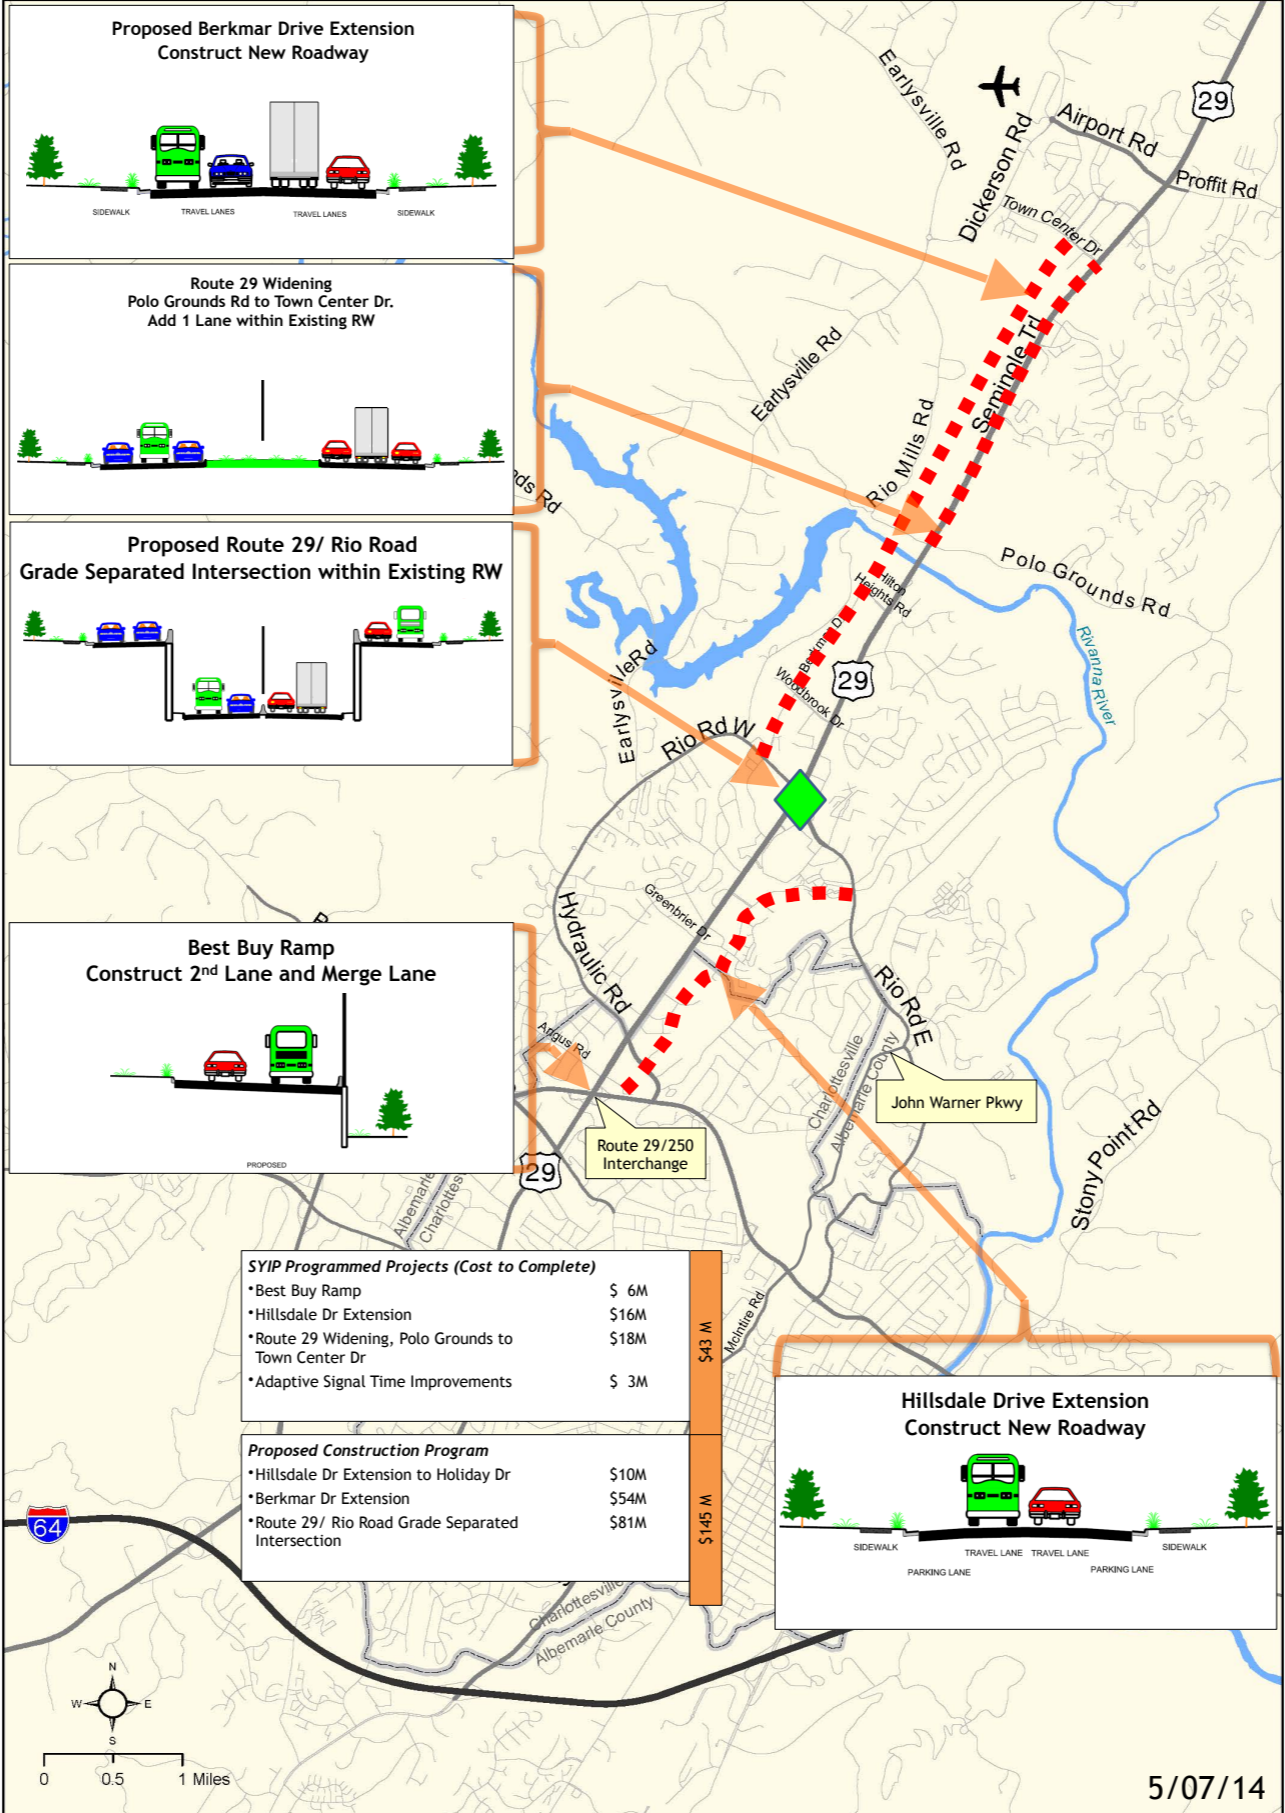 Proposed Berkmar Drive Extension
Construct New Roadway
SIDEWALK
TRAVEL LANES
TRAVEL LANES
SIDEWALK
Route 29 Widening
Polo Grounds Rd to Town Center Dr.
Add 1 Lane within Existing RW
Proposed Route 29/ Rio Road
Grade Separated Intersection within Existing RW
Best Buy Ramp
Construct 2nd Lane and Merge Lane
PROPOSED
Earlysville Rd
Dickerson Rd
Airport Rd
29
Proffit Rd
Town Center Dr
Seminole Trl
Earlysville Rd
Rio Mills Rd
Polo Grounds Rd
Hilton
Heights Rd
Rivanna River
Woodbrook Dr
29
Earlysville Rd
Rio Rd W
Greenbrier Dr
Hydraulic Rd
Rio Rd E
Angus Rd
Charlottesville
Albemarle County
John Warner Pkwy
Route 29/250
Interchange
29
Stony Point Rd
McIntire Rd
SYIP Programmed Projects (Cost to Complete)
•Best Buy Ramp $ 6M
•Hillsdale Dr Extension $16M
•Route 29 Widening, Polo Grounds to $18M
Town Center Dr
•Adaptive Signal Time Improvements $ 3M
$43 M
Proposed Construction Program
•Hillsdale Dr Extension to Holiday Dr $10M
•Berkmar Dr Extension $54M
•Route 29/ Rio Road Grade Separated $81M
Intersection
$145 M
Hillsdale Drive Extension
Construct New Roadway
SIDEWALK
TRAVEL LANE TRAVEL LANE
SIDEWALK
PARKING LANE
PARKING LANE
64
Charlottesville
Albemarle County
N
W E
S
0 0.5 1 Miles
5/07/14